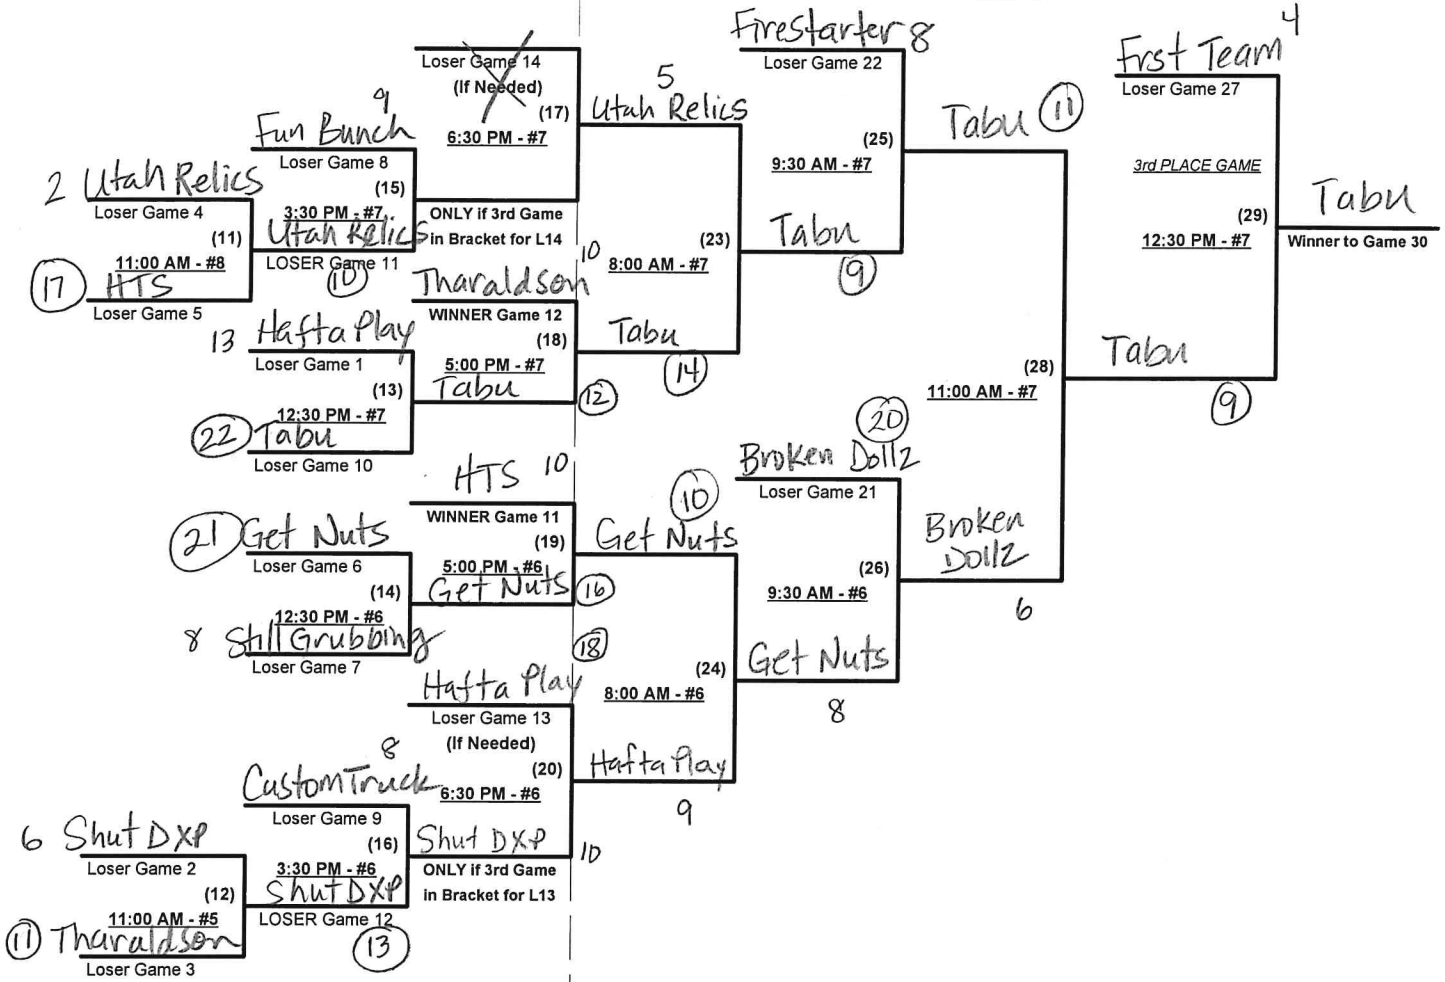 Firestarter 8
4
Loser Game 14
Loser Game 22
Frst Team
(If Needed)
5
Loser Game 27
9
(17)
Utah Relics
Tabu 11
Fun Bunch
6:30 PM - #7
(25)
Loser Game 8
9:30 AM - #7
3rd PLACE GAME
2 Utah Relics
(15)
Tabu
Loser Game 4
3:30 PM - #7
ONLY if 3rd Game
(29)
(11)
Utah Relics
in Bracket for L14
(23)
Tabu
12:30 PM - #7
Winner to Game 30
11:00 AM - #8
LOSER Game 11
10
8:00 AM - #7
9
17 HTS
10
Tharaldson
Loser Game 5
WINNER Game 12
13 Hafta Play
(18)
Tabu
Tabu
Loser Game 1
5:00 PM - #7
14
(28)
(13)
Tabu
12
11:00 AM - #7
9
12:30 PM - #7
20
22 Tabu
Loser Game 10
HTS 10
Broken Dollz
10
Loser Game 21
WINNER Game 11
21 Get Nuts
(19)
Get Nuts
Broken
Dollz
Loser Game 6
5:00 PM - #6
(26)
(14)
Get Nuts
16
9:30 AM - #6
6
12:30 PM - #6
8 Still Grubbing
18
Loser Game 7
(24)
Get Nuts
Hafta Play
8:00 AM - #6
8
Loser Game 13
(If Needed)
8
(20)
Hafta Play
Custom Truck
6:30 PM - #6
9
Loser Game 9
6 Shut DXP
(16)
Shut DXP
10
Loser Game 2
3:30 PM - #6
ONLY if 3rd Game
(12)
Shut DXP
in Bracket for L13
11:00 AM - #5
LOSER Game 12
11 Tharaldson
13
Loser Game 3